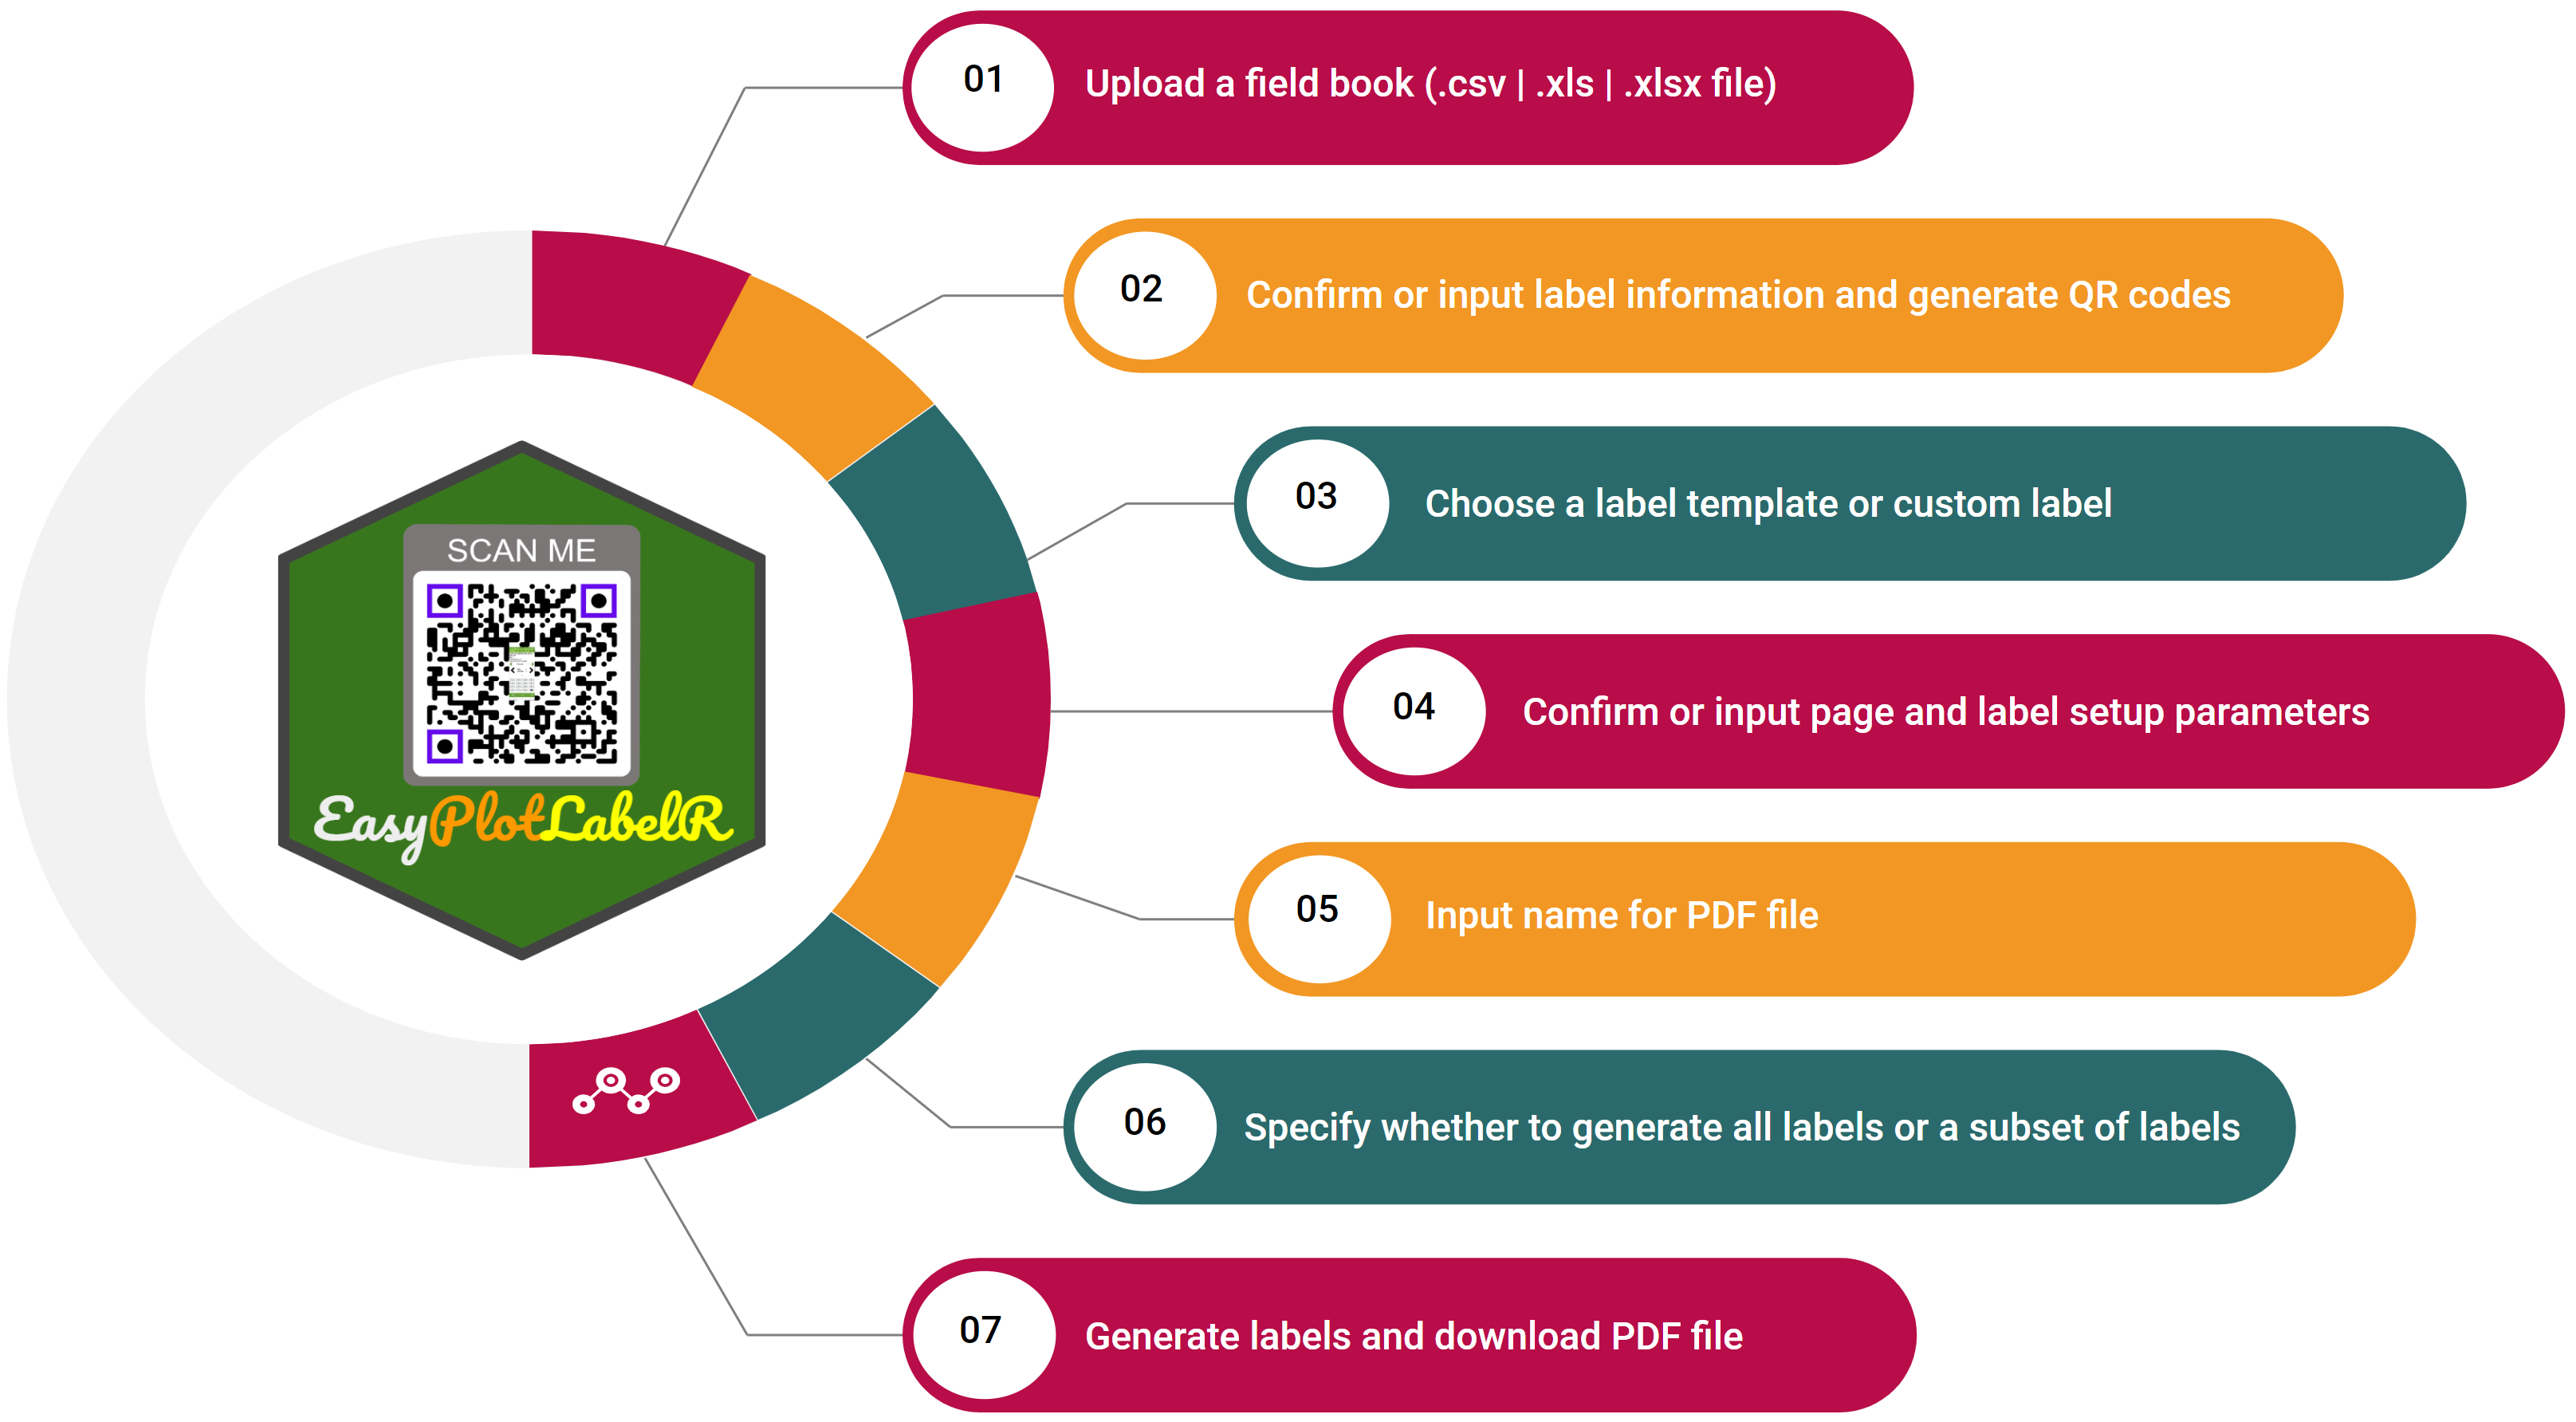 01
Upload a field book (.csv | .xls | .xlsx file)
02
Confirm or input label information and generate QR codes
03
Choose a label template or custom label
SCAN ME
EasyPlotLabelR
04
Confirm or input page and label setup parameters
05
Input name for PDF file
06
Specify whether to generate all labels or a subset of labels
07
Generate labels and download PDF file